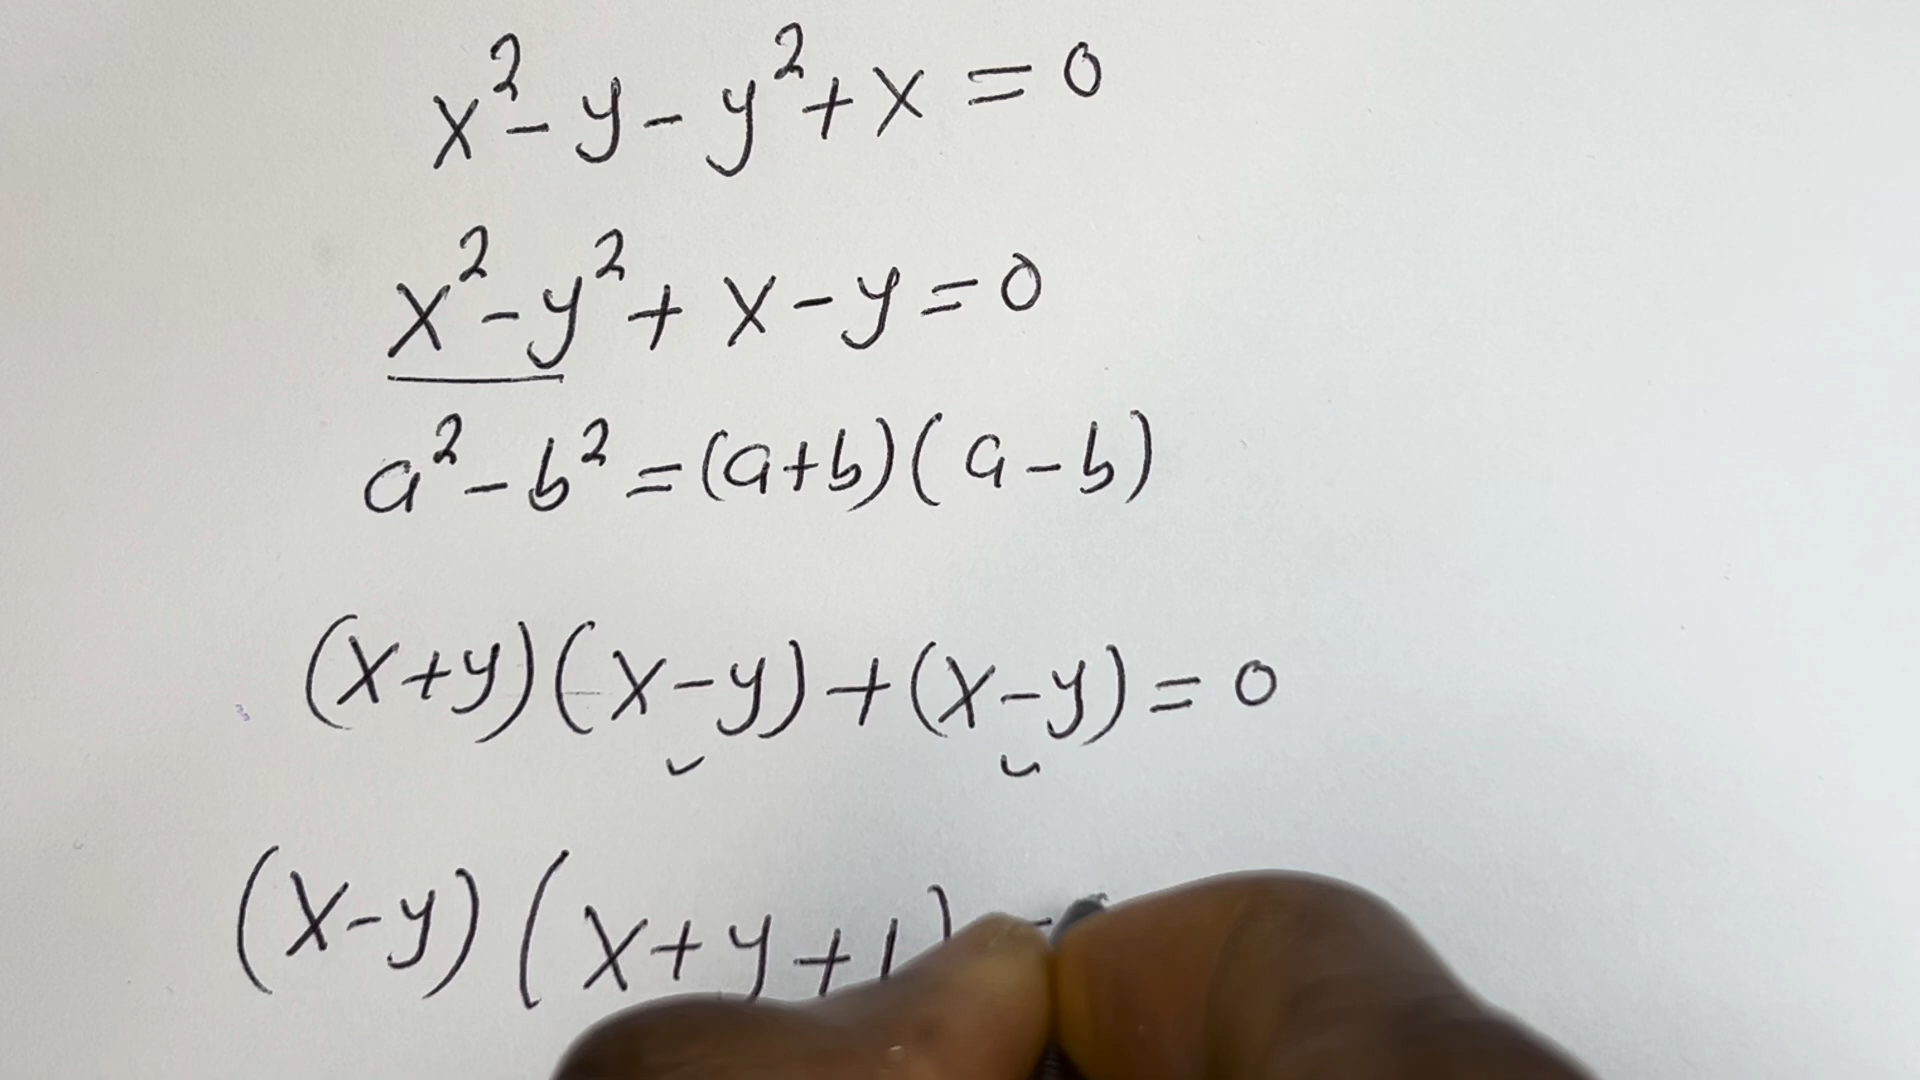 x² - y - y² + x = 0
x² - y² + x - y = 0
a² - b² = (a+b)(a-b)
(x+y)(x-y)+(x-y)=0
(x-y)(x+y+1) =